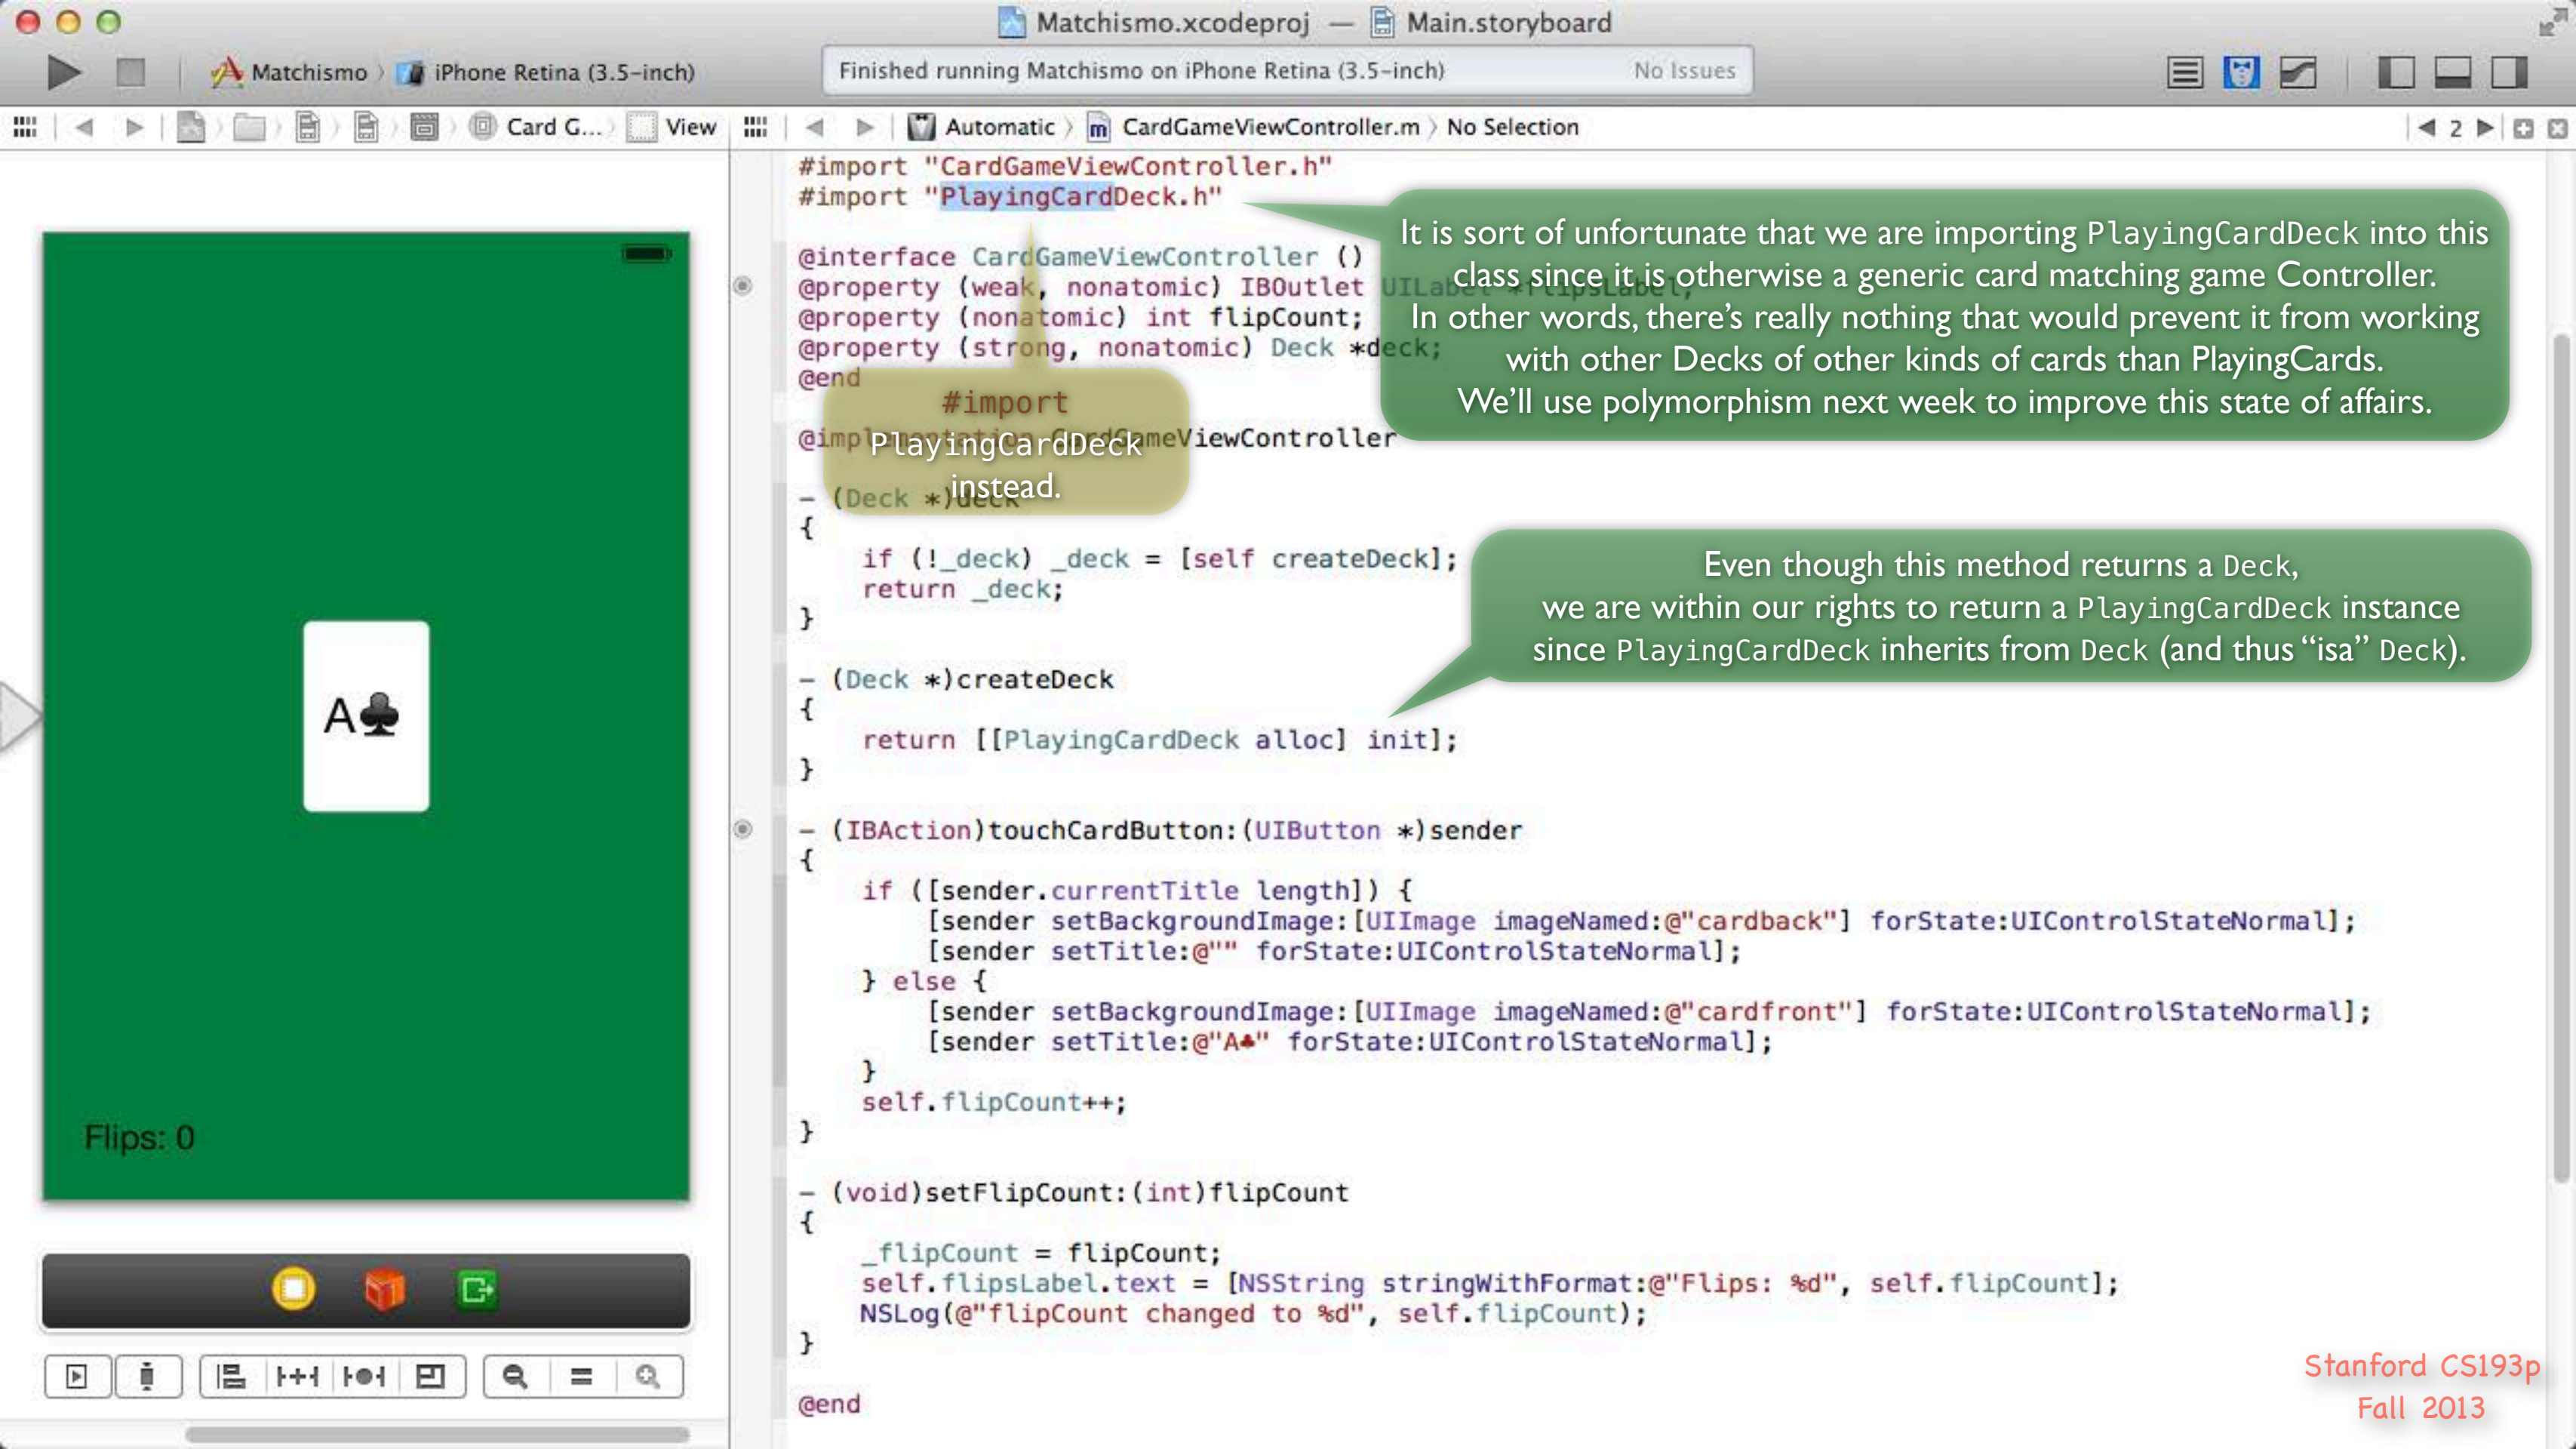 Matchismo.xcodeproj — Main.storyboard
Matchismo › iPhone Retina (3.5-inch)
Finished running Matchismo on iPhone Retina (3.5-inch) No Issues
Card G... View
Automatic › CardGameViewController.m › No Selection
2
A♣
Flips: 0
#import "CardGameViewController.h"
#import "PlayingCardDeck.h"
@interface CardGameViewController ()
@property (weak, nonatomic) IBOutlet UILabel *flipsLabel;
@property (nonatomic) int flipCount;
@property (strong, nonatomic) Deck *deck;
@end
@implementation CardGameViewController
- (Deck *)deck
{
if (!_deck) _deck = [self createDeck];
return _deck;
}
- (Deck *)createDeck
{
return [[PlayingCardDeck alloc] init];
}
- (IBAction)touchCardButton:(UIButton *)sender
{
if ([sender.currentTitle length]) {
[sender setBackgroundImage:[UIImage imageNamed:@"cardback"] forState:UIControlStateNormal];
[sender setTitle:@"" forState:UIControlStateNormal];
} else {
[sender setBackgroundImage:[UIImage imageNamed:@"cardfront"] forState:UIControlStateNormal];
[sender setTitle:@"A♣" forState:UIControlStateNormal];
}
self.flipCount++;
}
- (void)setFlipCount:(int)flipCount
{
_flipCount = flipCount;
self.flipsLabel.text = [NSString stringWithFormat:@"Flips: %d", self.flipCount];
NSLog(@"flipCount changed to %d", self.flipCount);
}
@end
#import
PlayingCardDeck
instead.
It is sort of unfortunate that we are importing PlayingCardDeck into this
class since it is otherwise a generic card matching game Controller.
In other words, there's really nothing that would prevent it from working
with other Decks of other kinds of cards than PlayingCards.
We'll use polymorphism next week to improve this state of affairs.
Even though this method returns a Deck,
we are within our rights to return a PlayingCardDeck instance
since PlayingCardDeck inherits from Deck (and thus “isa” Deck).
Stanford CS193p
Fall 2013